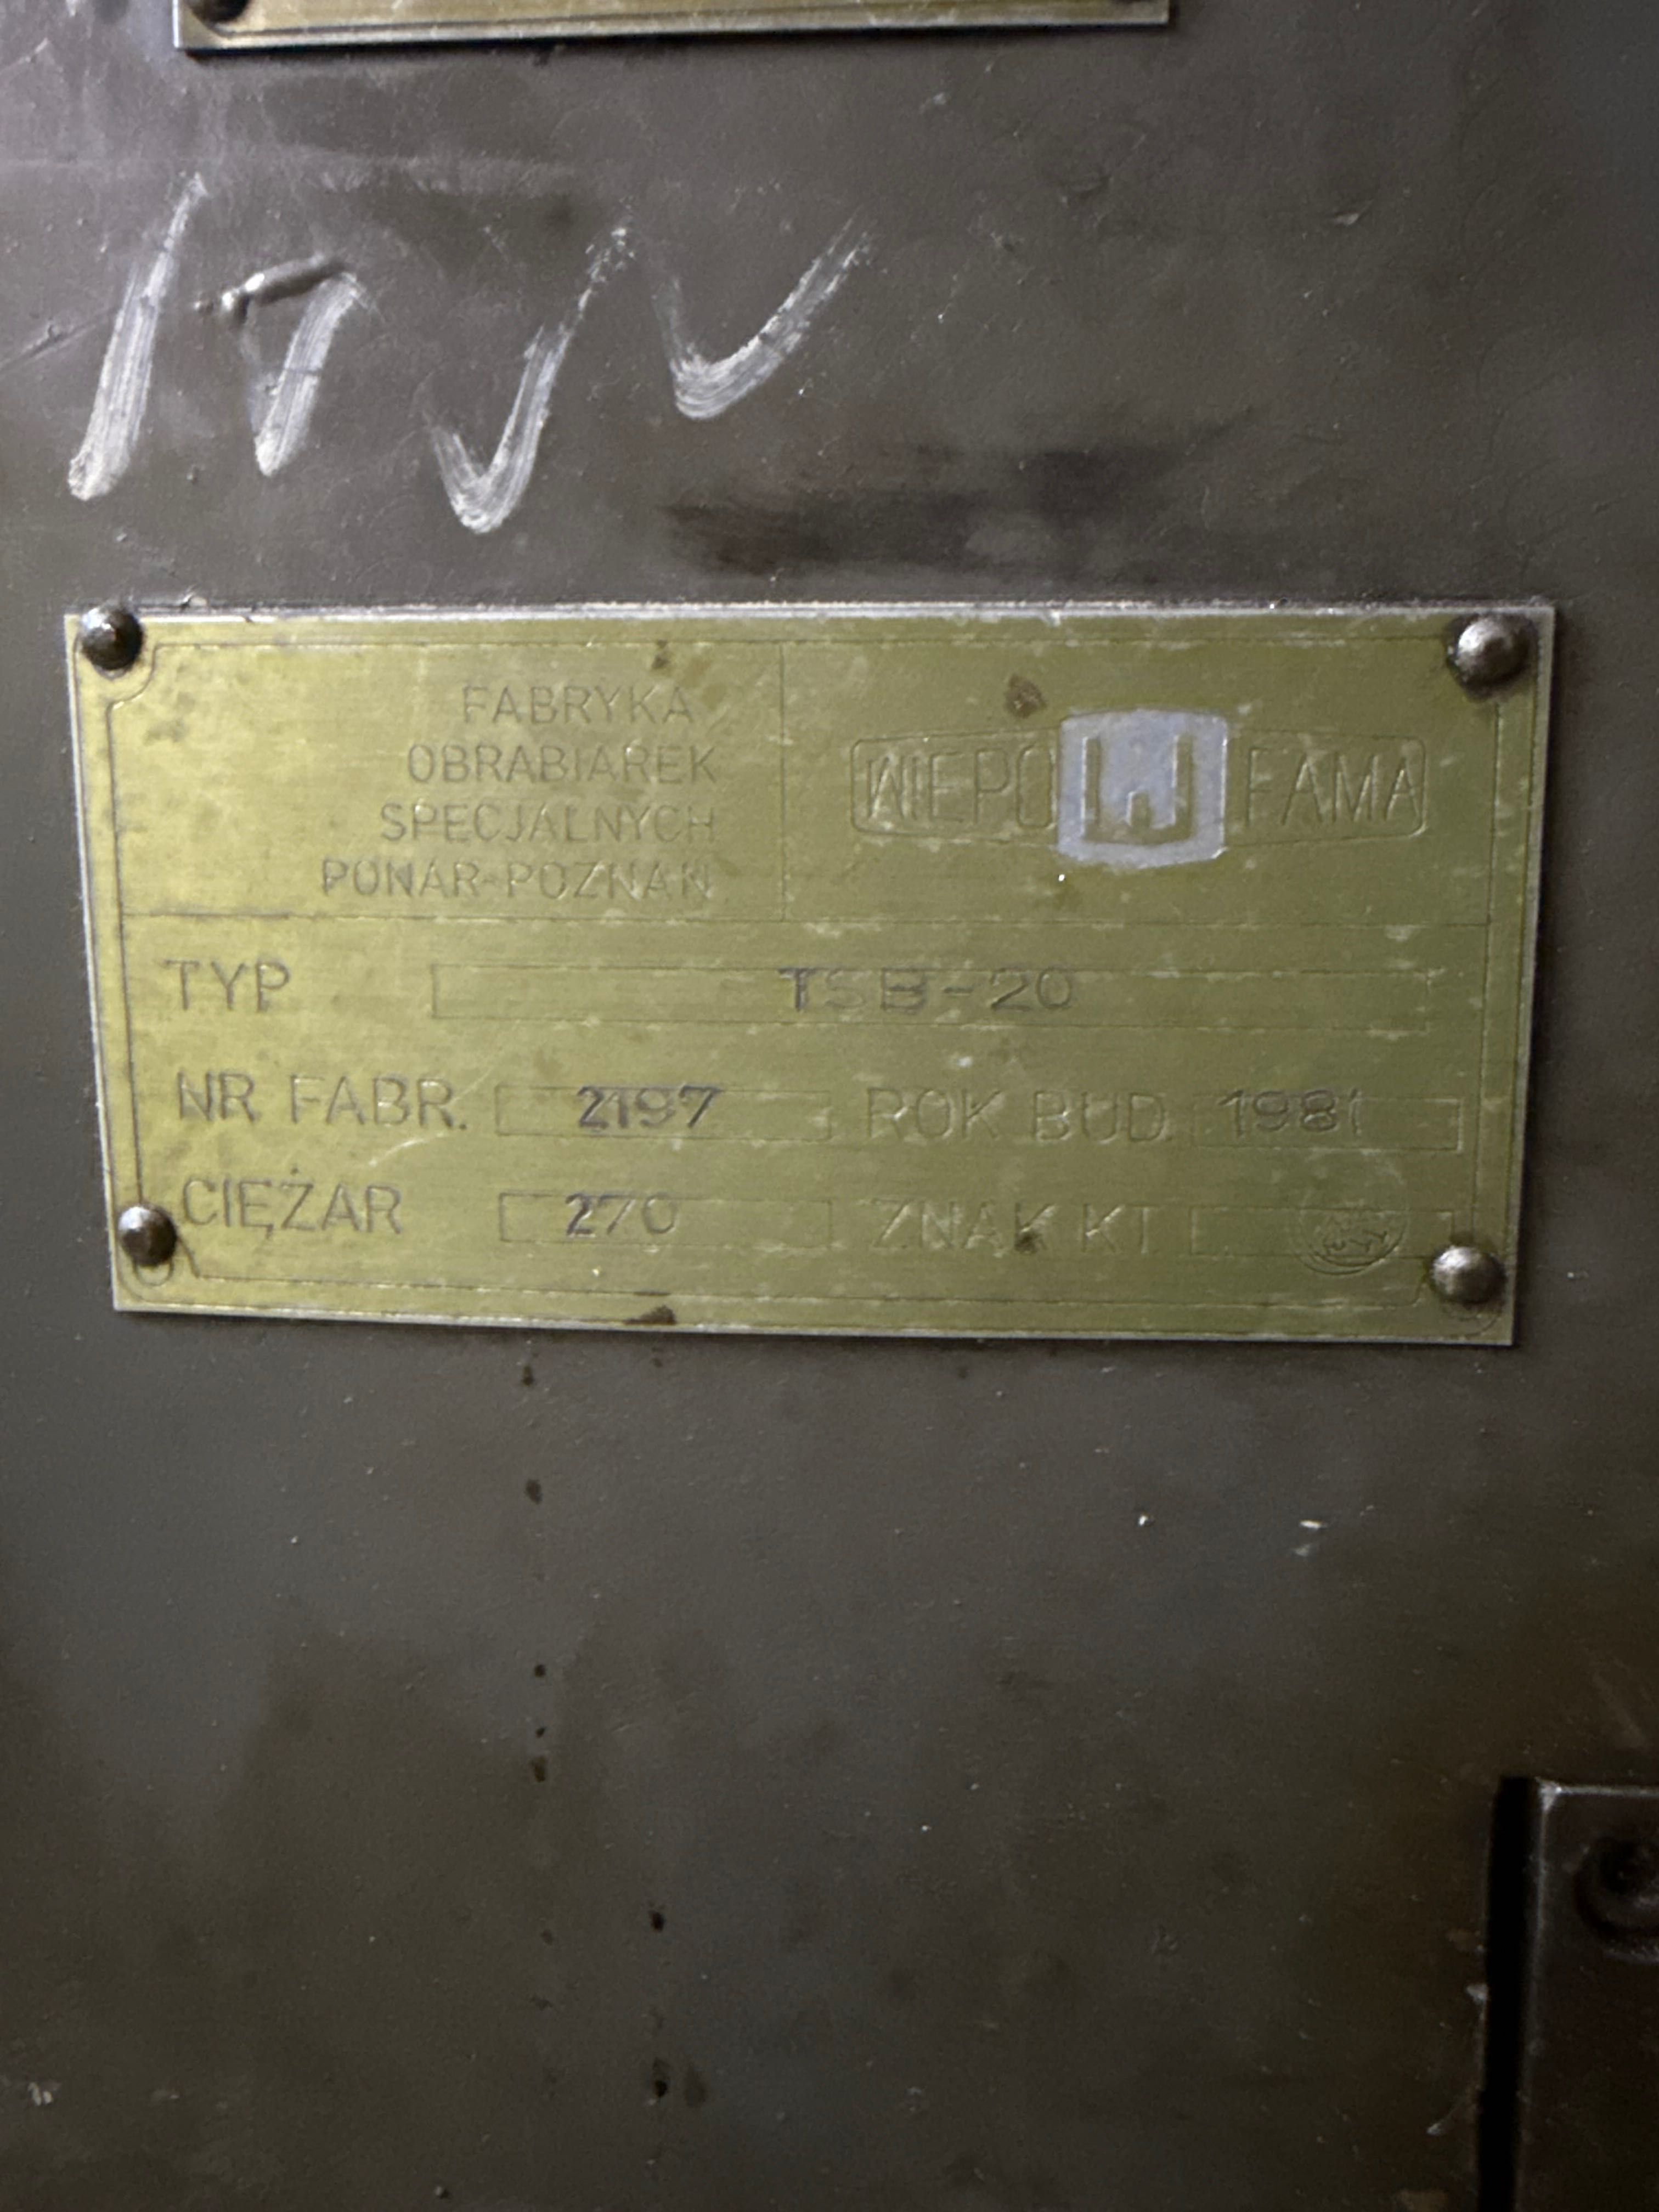 FABRYKA
OBRABIAREK
SPECJALNYCH
PONAR-POZNAŃ
WIEPO W FAMA
TYP TSB-20
NR FABR. 2197 ROK BUD. 1981
CIĘŻAR 270 ZNAK KT